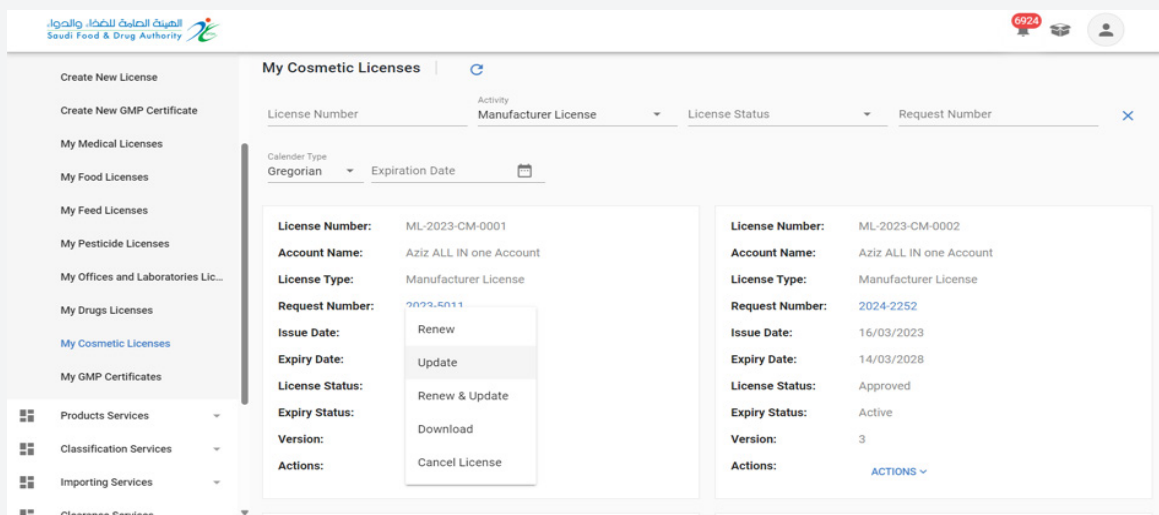 الهيئة العامة للغذاء والدواء
Saudi Food & Drug Authority
6924
Create New License
Create New GMP Certificate
My Medical Licenses
My Food Licenses
My Feed Licenses
My Pesticide Licenses
My Offices and Laboratories Lic...
My Drugs Licenses
My Cosmetic Licenses
My GMP Certificates
Products Services
Classification Services
Importing Services
Clearance Services
My Cosmetic Licenses
License Number
Activity
Manufacturer License
License Status
Request Number
Calender Type
Gregorian
Expiration Date
License Number: ML-2023-CM-0001
Account Name: Aziz ALL IN one Account
License Type: Manufacturer License
Request Number: 2023-5011
Issue Date:
Expiry Date:
License Status:
Expiry Status:
Version:
Actions:
Renew
Update
Renew & Update
Download
Cancel License
License Number: ML-2023-CM-0002
Account Name: Aziz ALL IN one Account
License Type: Manufacturer License
Request Number: 2024-2252
Issue Date: 16/03/2023
Expiry Date: 14/03/2028
License Status: Approved
Expiry Status: Active
Version: 3
Actions: ACTIONS